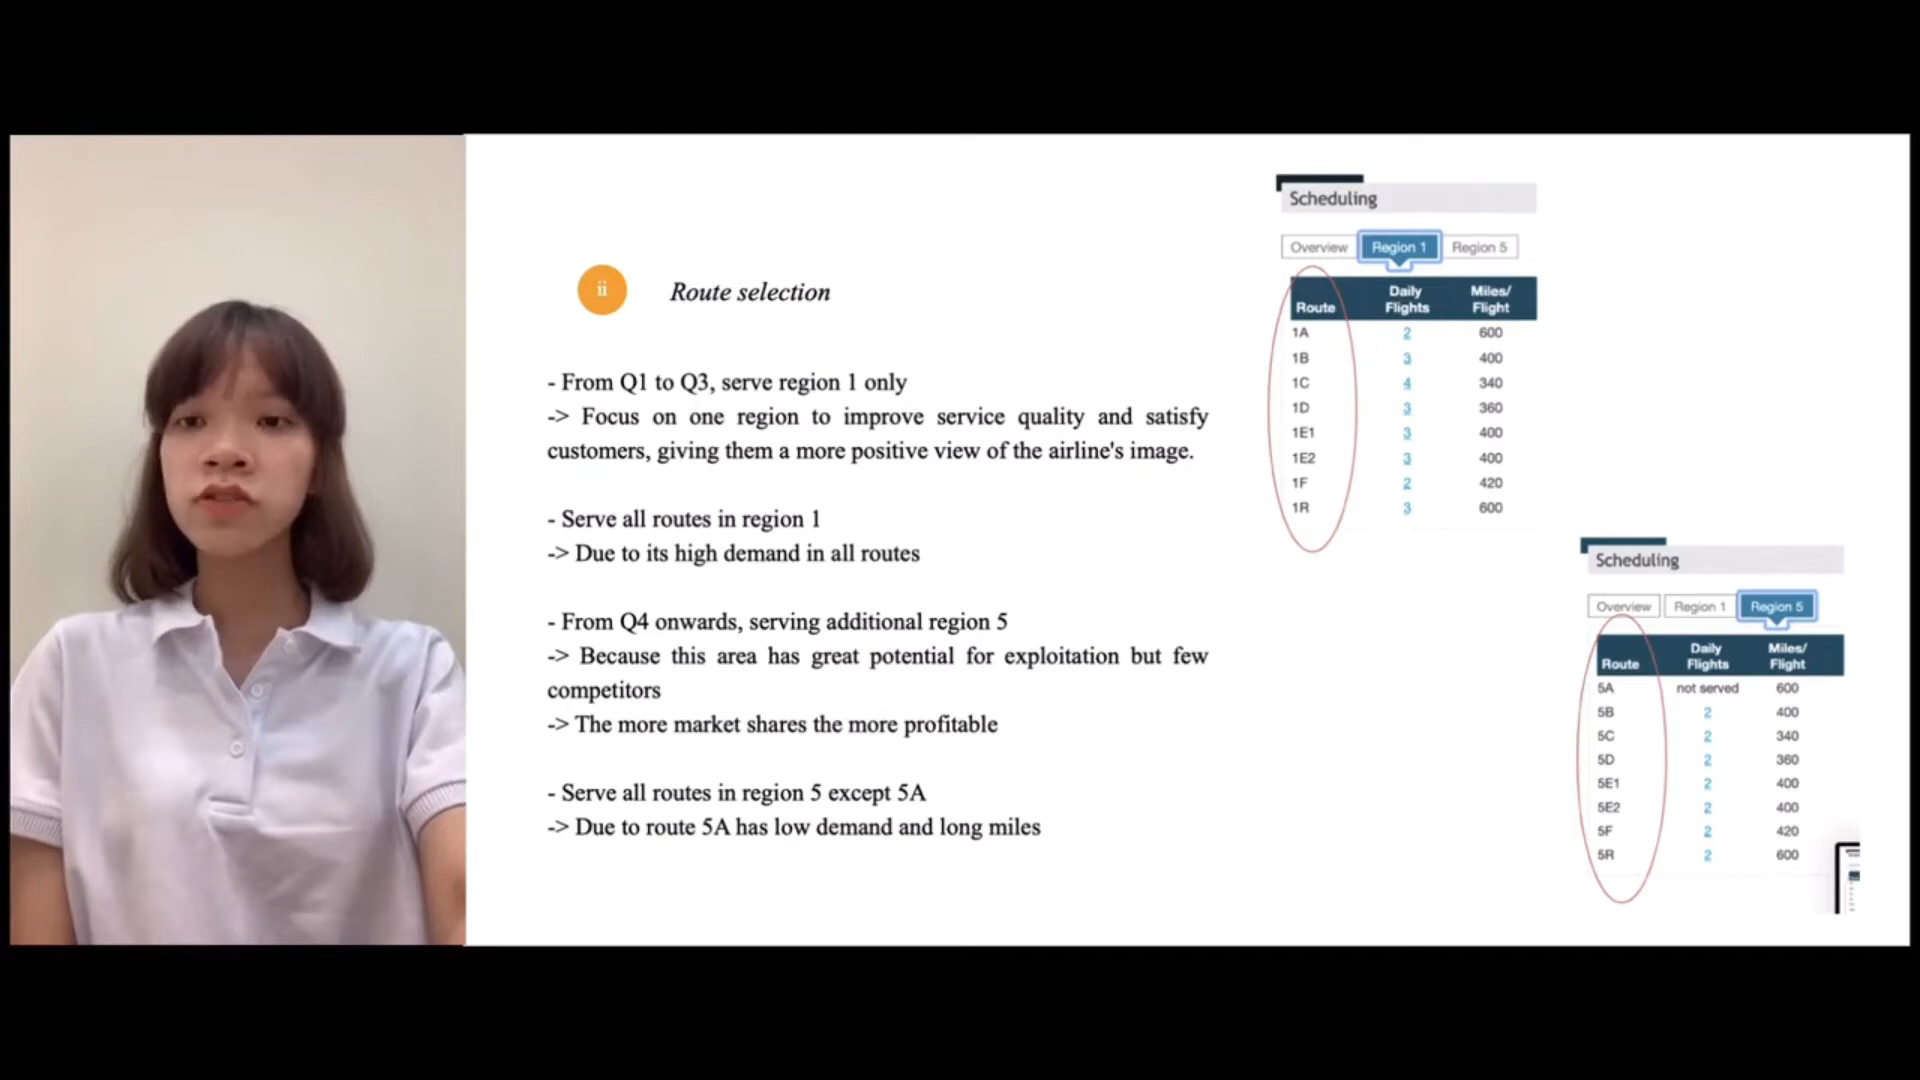 ii
Route selection
- From Q1 to Q3, serve region 1 only
-> Focus on one region to improve service quality and satisfy
customers, giving them a more positive view of the airline's image.
- Serve all routes in region 1
-> Due to its high demand in all routes
- From Q4 onwards, serving additional region 5
-> Because this area has great potential for exploitation but few
competitors
-> The more market shares the more profitable
- Serve all routes in region 5 except 5A
-> Due to route 5A has low demand and long miles
Scheduling
Overview Region 1 Region 5
Route Daily Flights Miles/ Flight
1A 2 600
1B 3 400
1C 4 340
1D 3 360
1E1 3 400
1E2 3 400
1F 2 420
1R 3 600
Scheduling
Overview Region 1 Region 5
Route Daily Flights Miles/ Flight
5A not served 600
5B 2 400
5C 2 340
5D 2 360
5E1 2 400
5E2 2 400
5F 2 420
5R 2 600